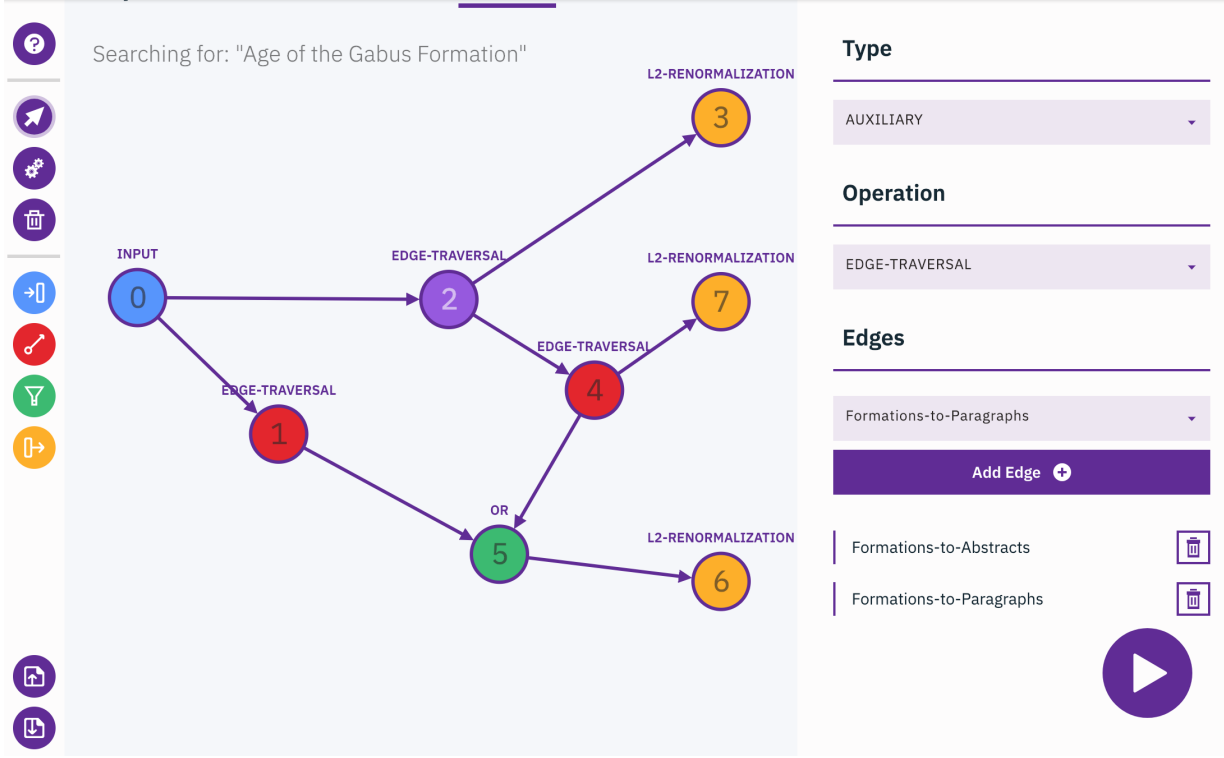 Searching for: "Age of the Gabus Formation"
L2-RENORMALIZATION
3
INPUT
0
EDGE-TRAVERSAL
2
L2-RENORMALIZATION
7
EDGE-TRAVERSAL
4
EDGE-TRAVERSAL
1
OR
5
L2-RENORMALIZATION
6
Type
AUXILIARY
Operation
EDGE-TRAVERSAL
Edges
Formations-to-Paragraphs
Add Edge
Formations-to-Abstracts
Formations-to-Paragraphs